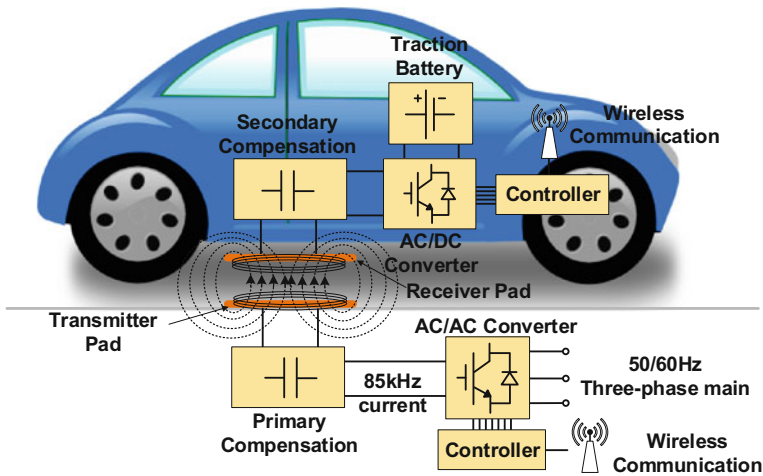 Traction
Battery
+ -
Secondary
Compensation
Wireless
Communication
Controller
AC/DC
Converter
Receiver Pad
Transmitter
Pad
AC/AC Converter
85kHz
current
50/60Hz
Three-phase main
Primary
Compensation
Controller
Wireless
Communication